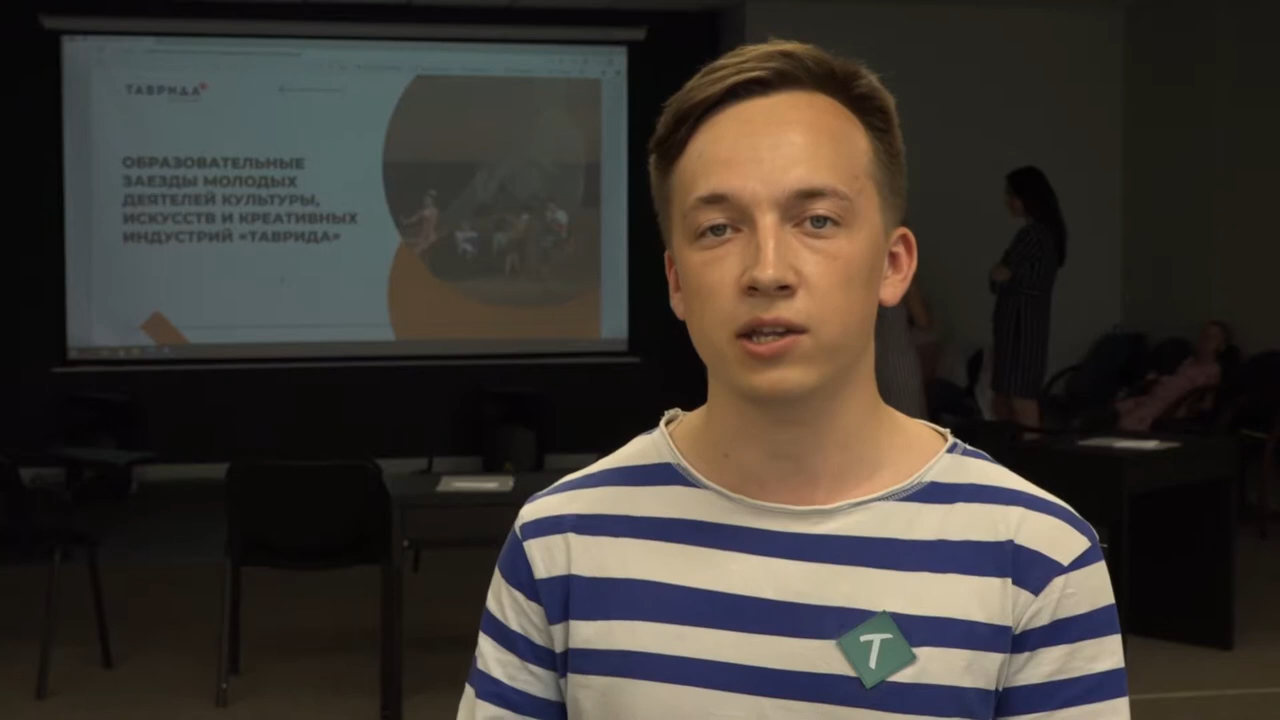 ТАВРИДА
ОБРАЗОВАТЕЛЬНЫЕ
ЗАЕЗДЫ МОЛОДЫХ
ДЕЯТЕЛЕЙ КУЛЬТУРЫ,
ИСКУССТВ И КРЕАТИВНЫХ
ИНДУСТРИЙ «ТАВРИДА»
Т